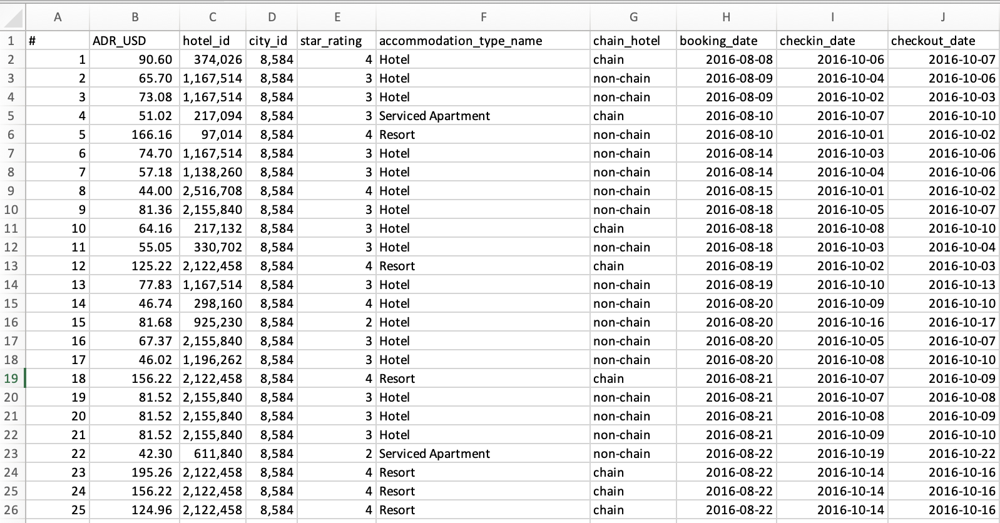 A B C D E F G H I J
1 # ADR_USD hotel_id city_id star_rating accommodation_type_name chain_hotel booking_date checkin_date checkout_date
2 1 90.60 374,026 8,584 4 Hotel chain 2016-08-08 2016-10-06 2016-10-07
3 2 65.70 1,167,514 8,584 3 Hotel non-chain 2016-08-09 2016-10-04 2016-10-06
4 3 73.08 1,167,514 8,584 3 Hotel non-chain 2016-08-09 2016-10-02 2016-10-03
5 4 51.02 217,094 8,584 3 Serviced Apartment chain 2016-08-10 2016-10-07 2016-10-10
6 5 166.16 97,014 8,584 4 Resort non-chain 2016-08-10 2016-10-01 2016-10-02
7 6 74.70 1,167,514 8,584 3 Hotel non-chain 2016-08-14 2016-10-03 2016-10-06
8 7 57.18 1,138,260 8,584 3 Hotel non-chain 2016-08-14 2016-10-04 2016-10-06
9 8 44.00 2,516,708 8,584 4 Hotel non-chain 2016-08-15 2016-10-01 2016-10-02
10 9 81.36 2,155,840 8,584 3 Hotel non-chain 2016-08-18 2016-10-05 2016-10-07
11 10 64.16 217,132 8,584 3 Hotel chain 2016-08-18 2016-10-08 2016-10-10
12 11 55.05 330,702 8,584 3 Hotel non-chain 2016-08-18 2016-10-03 2016-10-04
13 12 125.22 2,122,458 8,584 4 Resort chain 2016-08-19 2016-10-02 2016-10-03
14 13 77.83 1,167,514 8,584 3 Hotel non-chain 2016-08-19 2016-10-10 2016-10-13
15 14 46.74 298,160 8,584 4 Hotel non-chain 2016-08-20 2016-10-09 2016-10-10
16 15 81.68 925,230 8,584 2 Hotel non-chain 2016-08-20 2016-10-16 2016-10-17
17 16 67.37 2,155,840 8,584 3 Hotel non-chain 2016-08-20 2016-10-05 2016-10-07
18 17 46.02 1,196,262 8,584 3 Hotel non-chain 2016-08-20 2016-10-08 2016-10-10
19 18 156.22 2,122,458 8,584 4 Resort chain 2016-08-21 2016-10-07 2016-10-09
20 19 81.52 2,155,840 8,584 3 Hotel non-chain 2016-08-21 2016-10-07 2016-10-08
21 20 81.52 2,155,840 8,584 3 Hotel non-chain 2016-08-21 2016-10-08 2016-10-09
22 21 81.52 2,155,840 8,584 3 Hotel non-chain 2016-08-21 2016-10-09 2016-10-10
23 22 42.30 611,840 8,584 2 Serviced Apartment non-chain 2016-08-22 2016-10-19 2016-10-22
24 23 195.26 2,122,458 8,584 4 Resort chain 2016-08-22 2016-10-14 2016-10-16
25 24 156.22 2,122,458 8,584 4 Resort chain 2016-08-22 2016-10-14 2016-10-16
26 25 124.96 2,122,458 8,584 4 Resort chain 2016-08-22 2016-10-14 2016-10-16